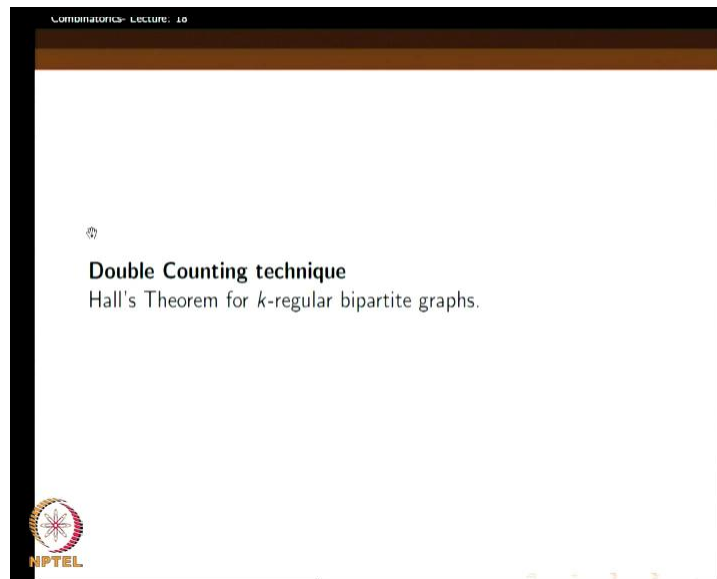 Combinatorics- Lecture: 18
Double Counting technique
Hall's Theorem for k-regular bipartite graphs.
NPTEL